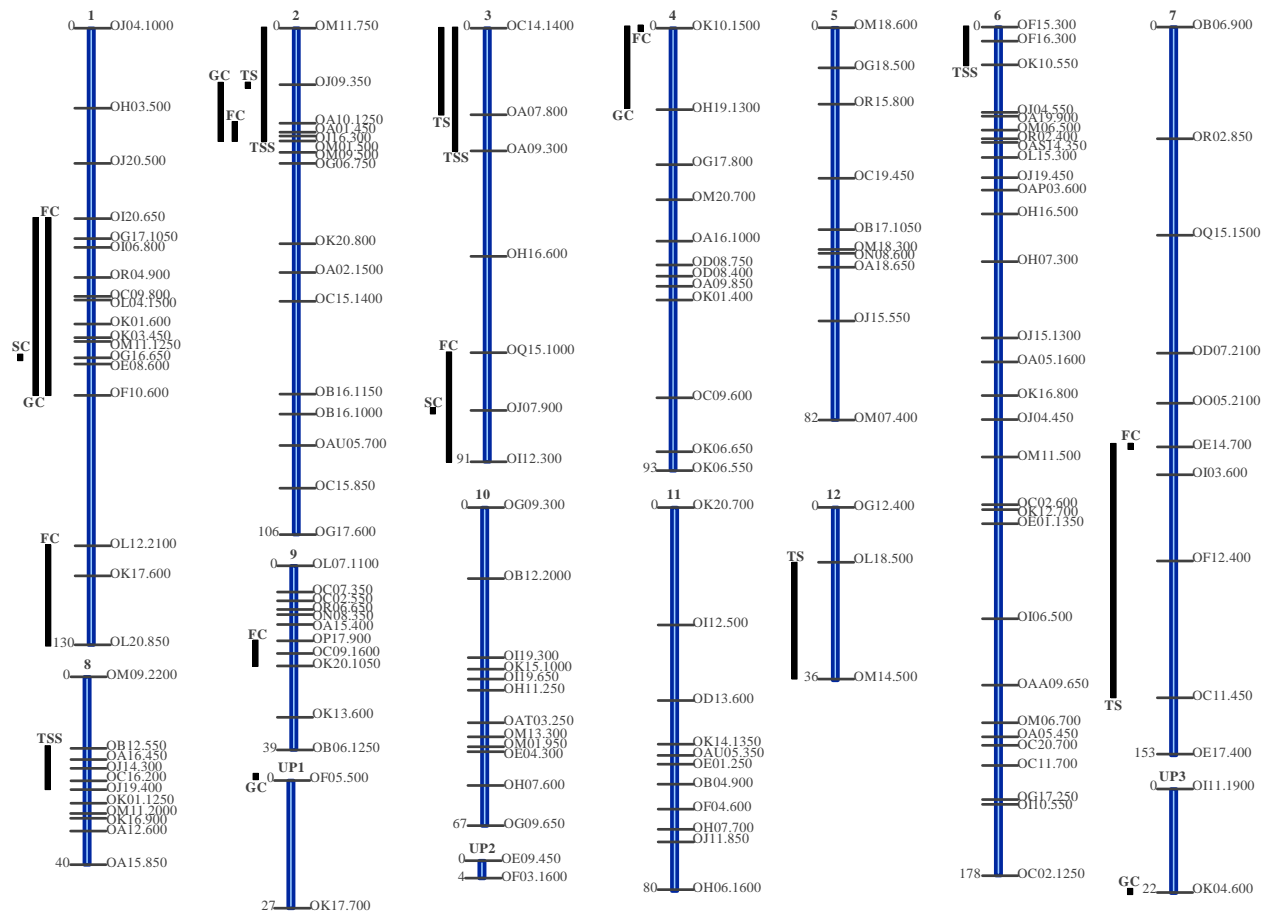 1
0 OJ04.1000
OH03.500
OJ20.500
FC
OI20.650
OG17.1050
OI06.800
OR04.900
OC09.800
OL04.1500
OK01.600
OK03.450
OM11.1250
SC
OG16.650
OE08.600
OF10.600
GC
FC
OL12.2100
OK17.600
130 OL20.850
2
0 OM11.750
GC TS
OJ09.350
FC
OA10.1250
OA01.450
OJ16.300
OM01.500
TSS
OM09.500
OG06.750
OK20.800
OA02.1500
OC15.1400
OB16.1150
OB16.1000
OAU05.700
OC15.850
106 OG17.600
3
0 OC14.1400
OA07.800
TS
OA09.300
TSS
OH16.600
FC
OQ15.1000
SC
OJ07.900
91 OI12.300
4
0 OK10.1500
FC
OH19.1300
GC
OG17.800
OM20.700
OA16.1000
OD08.750
OD08.400
OA09.850
OK01.400
OC09.600
OK06.650
93 OK06.550
5
0 OM18.600
OG18.500
OR15.800
OC19.450
OB17.1050
OM18.300
ON08.600
OA18.650
OJ15.550
82 OM07.400
6
0 OF15.300
OF16.300
OK10.550
TSS
OJ04.550
OA19.900
OM06.500
OR02.400
OAS14.350
OL15.300
OJ19.450
OAP03.600
OH16.500
OH07.300
OJ15.1300
OA05.1600
OK16.800
OJ04.450
OM11.500
OC02.600
OK12.700
OE01.1350
OI06.500
OAA09.650
OM06.700
OA05.450
OC20.700
OC11.700
OG17.250
OI10.550
178 OC02.1250
7
0 OB06.900
OR02.850
OQ15.1500
OD07.2100
OO05.2100
FC
OE14.700
OI03.600
OF12.400
OC11.450
TS
153 OE17.400
8
0 OM09.2200
TSS
OB12.550
OA16.450
OJ14.300
OC16.200
OJ19.400
OK01.1250
OM11.2000
OK16.900
OA12.600
40 OA15.850
9
0 OL07.1100
OC07.350
OC02.550
OR06.650
ON08.350
OA15.400
FC
OP17.900
OC09.1600
OK20.1050
OK13.600
39 OB06.1250
UP1
0 OF05.500
GC
27 OK17.700
10
0 OG09.300
OB12.2000
OI19.300
OK15.1000
OI19.650
OH11.250
OAT03.250
OM13.300
OM01.950
OE04.300
OH07.600
67 OG09.650
UP2
0 OE09.450
4 OF03.1600
11
0 OK20.700
OI12.500
OD13.600
OK14.1350
OAU05.350
OE01.250
OB04.900
OF04.600
OH07.700
OJ11.850
80 OH06.1600
12
0 OG12.400
TS
OL18.500
36 OM14.500
UP3
0 OI11.1900
GC
22 OK04.600